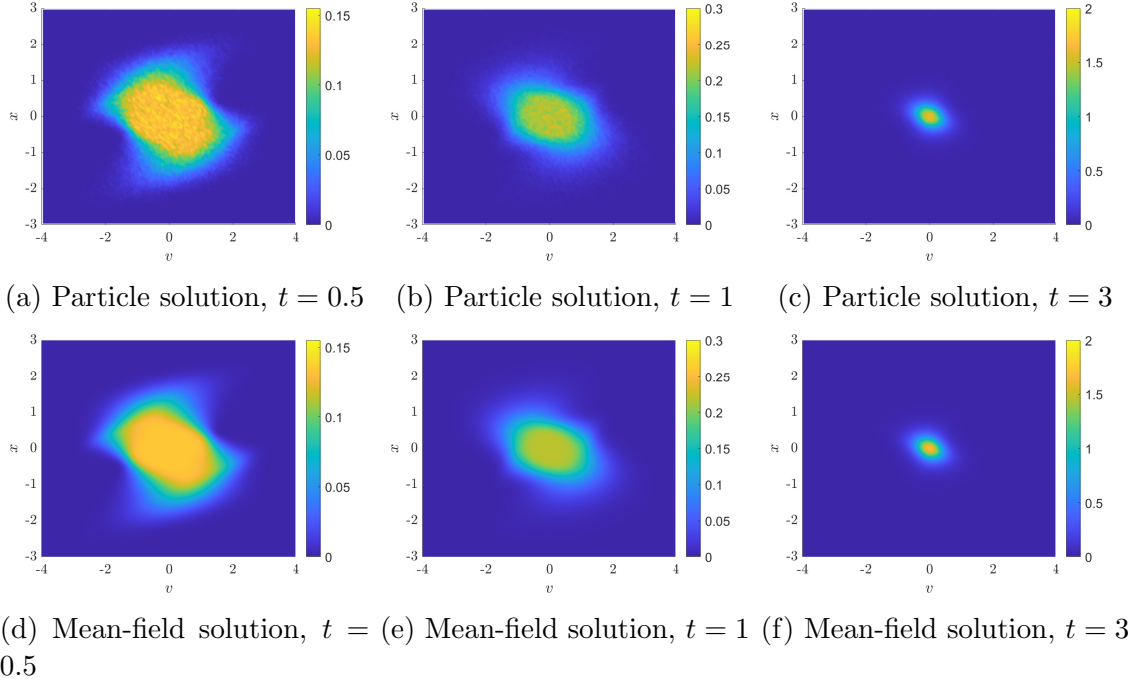 3 2 1 0 -1 -2 -3 x
-4 -2 0 2 4
v
0.15 0.1 0.05 0
3 2 1 0 -1 -2 -3 x
-4 -2 0 2 4
v
0.3 0.25 0.2 0.15 0.1 0.05 0
3 2 1 0 -1 -2 -3 x
-4 -2 0 2 4
v
2 1.5 1 0.5 0
(a) Particle solution, t = 0.5
(b) Particle solution, t = 1
(c) Particle solution, t = 3
3 2 1 0 -1 -2 -3 x
-4 -2 0 2 4
v
0.15 0.1 0.05 0
3 2 1 0 -1 -2 -3 x
-4 -2 0 2 4
v
0.3 0.25 0.2 0.15 0.1 0.05 0
3 2 1 0 -1 -2 -3 x
-4 -2 0 2 4
v
2 1.5 1 0.5 0
(d) Mean-field solution, t =
0.5
(e) Mean-field solution, t = 1
(f) Mean-field solution, t = 3